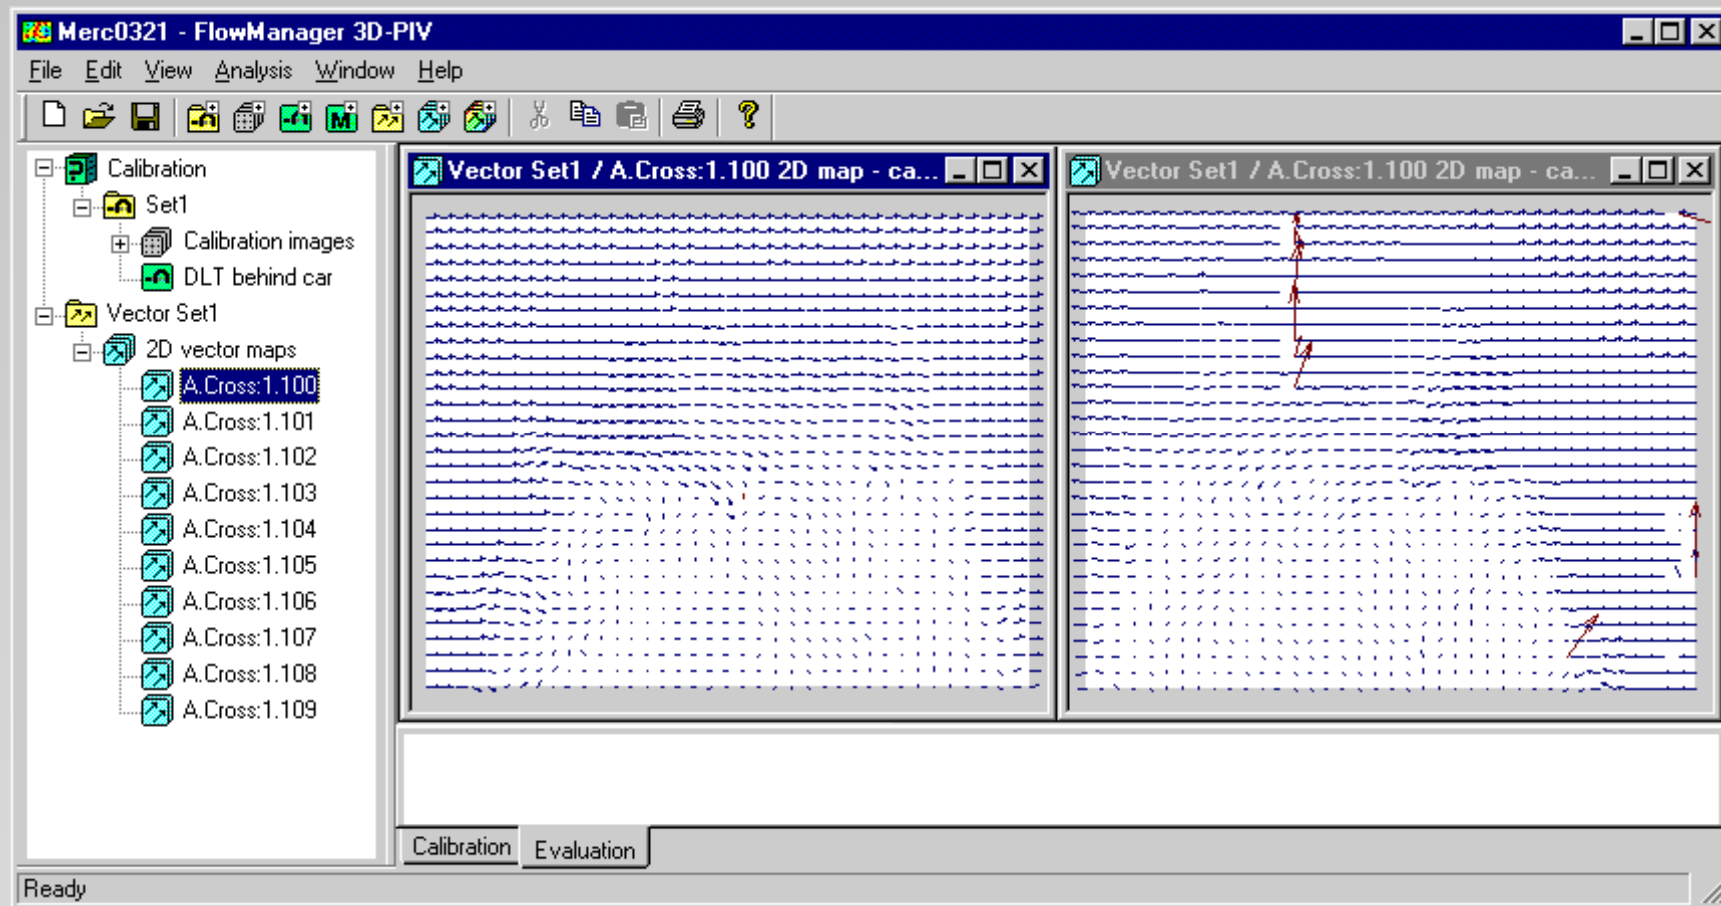 Merc0321 - FlowManager 3D-PIV
File Edit View Analysis Window Help
Calibration
Set1
Calibration images
DLT behind car
Vector Set1
2D vector maps
A.Cross:1.100
A.Cross:1.101
A.Cross:1.102
A.Cross:1.103
A.Cross:1.104
A.Cross:1.105
A.Cross:1.106
A.Cross:1.107
A.Cross:1.108
A.Cross:1.109
Vector Set1 / A.Cross:1.100 2D map - ca...
Vector Set1 / A.Cross:1.100 2D map - ca...
Calibration Evaluation
Ready